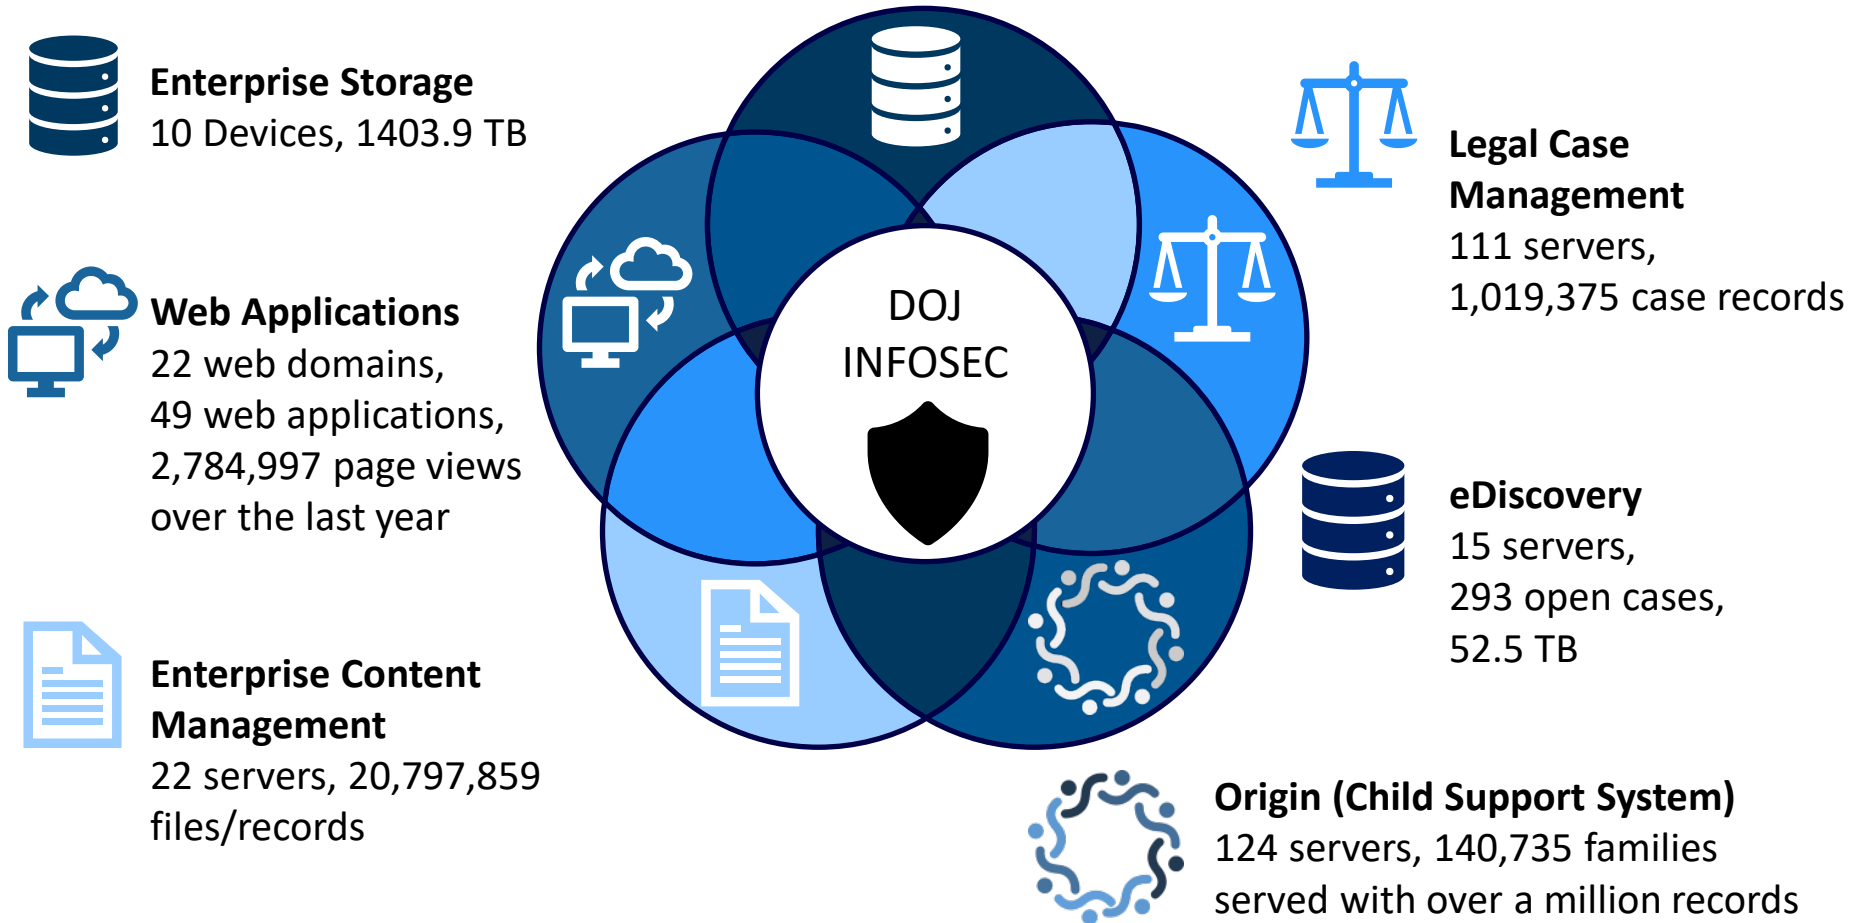 Enterprise Storage
10 Devices, 1403.9 TB
Web Applications
22 web domains,
49 web applications,
2,784,997 page views
over the last year
Enterprise Content
Management
22 servers, 20,797,859
files/records
DOJ
INFOSEC
Legal Case
Management
111 servers,
1,019,375 case records
eDiscovery
15 servers,
293 open cases,
52.5 TB
Origin (Child Support System)
124 servers, 140,735 families
served with over a million records